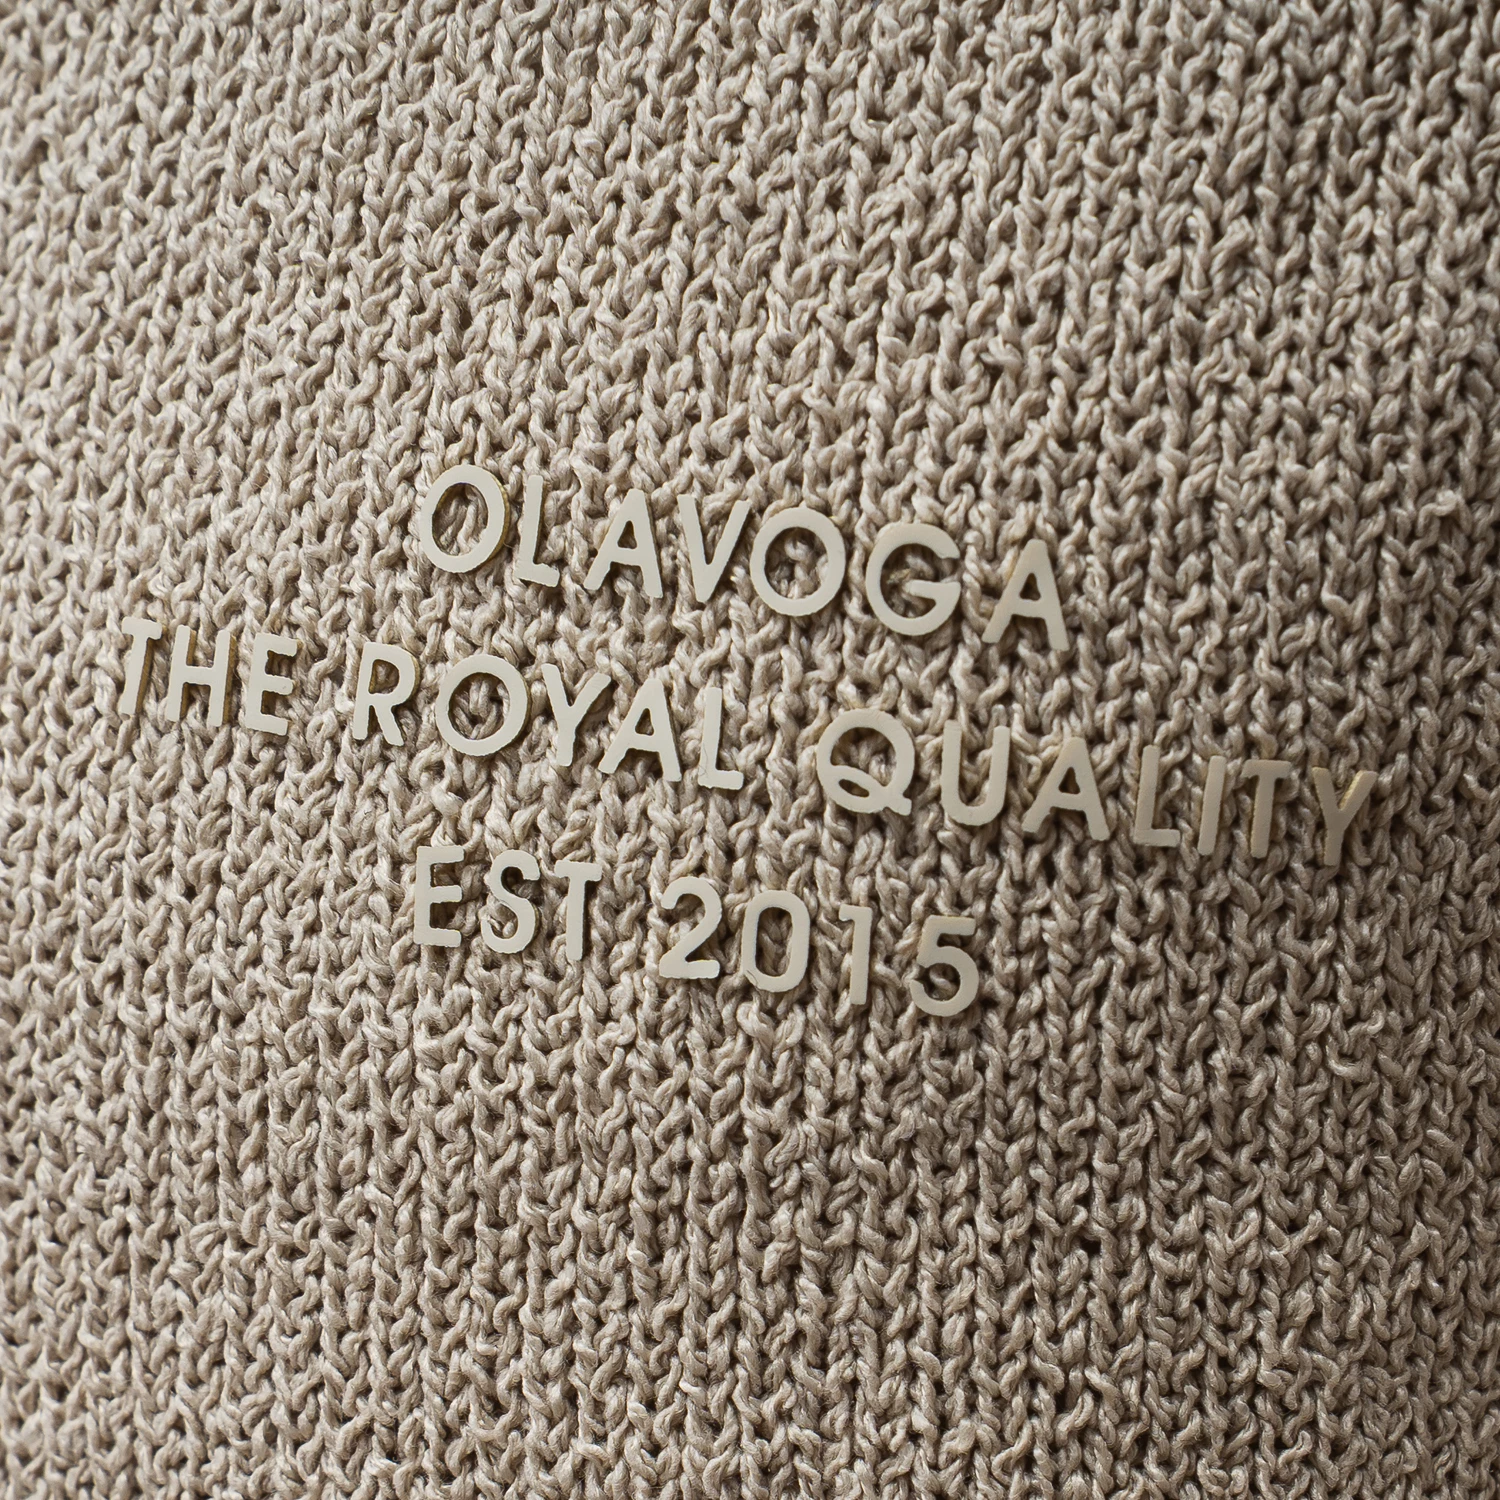 OLAVOGA
THE ROYAL QUALITY
EST 2015